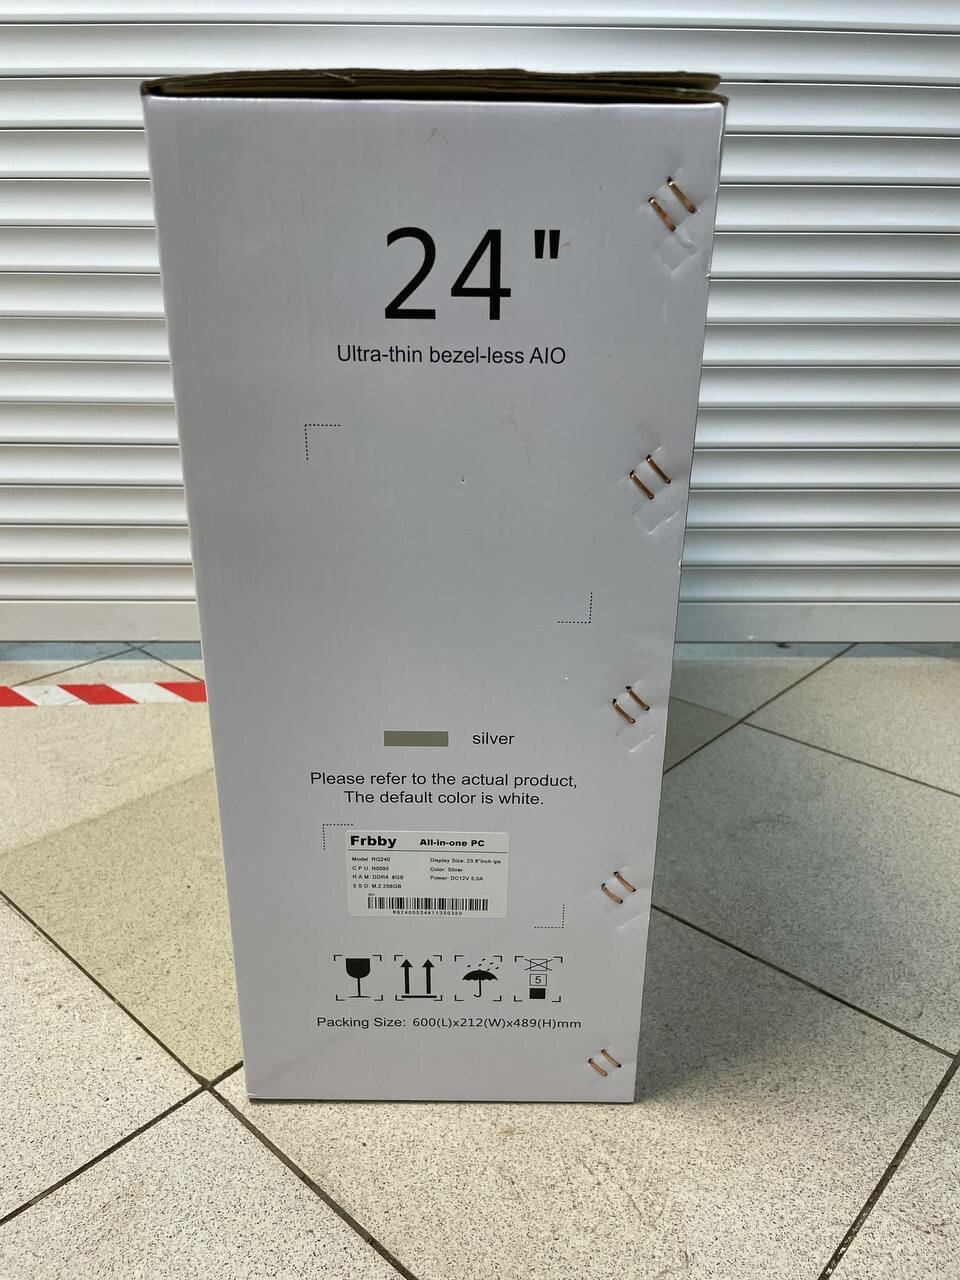 24"
Ultra-thin bezel-less AIO
silver
Please refer to the actual product,
The default color is white.
Frbby All-in-one PC
Model: RG240 Display Size: 23.8"inch ips
C P U: N5095 Color: Silver
R A M: DDR4 8GB Power: DC12V 5.0A
S S D: M.2 256GB
5
Packing Size: 600(L)x212(W)x489(H)mm